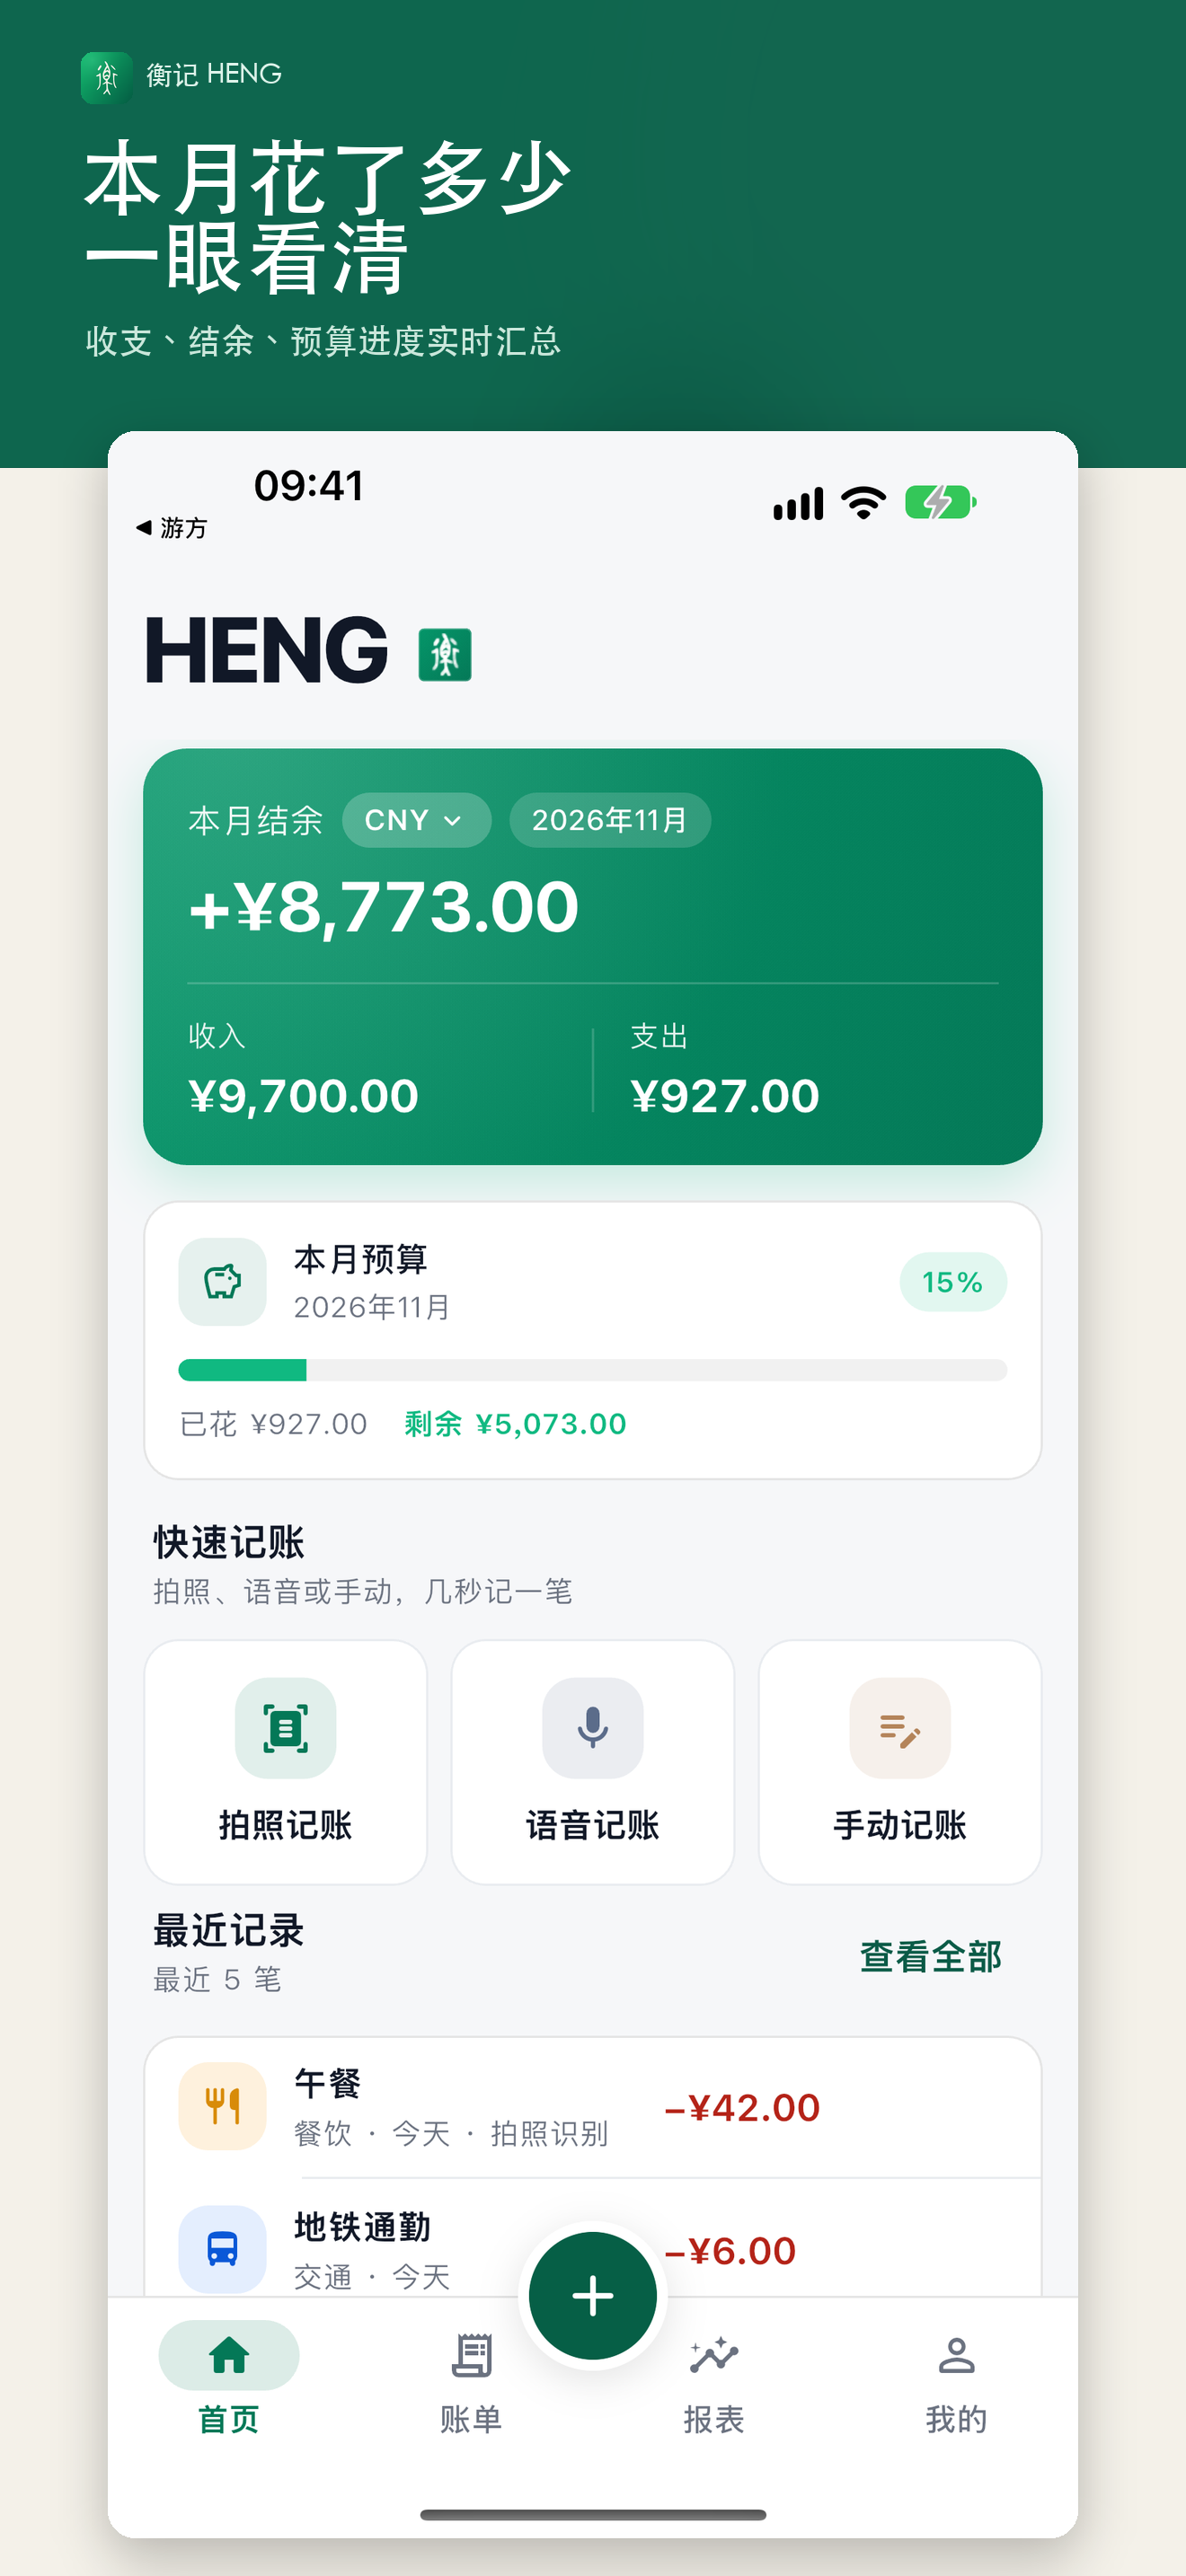 衡记 HENG
本月花了多少
一眼看清
收支、结余、预算进度实时汇总
09:41
◀ 游方
HENG 衡
本月结余 CNY 2026年11月
+¥8,773.00
收入 支出
¥9,700.00 ¥927.00
本月预算
2026年11月
15%
已花 ¥927.00 剩余 ¥5,073.00
快速记账
拍照、语音或手动，几秒记一笔
拍照记账 语音记账 手动记账
最近记录
最近 5 笔
查看全部
午餐
餐饮 · 今天 · 拍照识别
–¥42.00
地铁通勤
交通 · 今天
–¥6.00
首页 账单 报表 我的